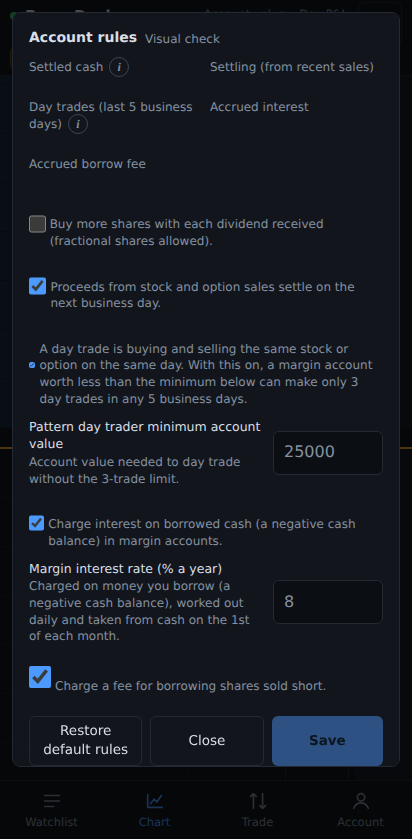 Account rules Visual check
Settled cash i
Settling (from recent sales)
Day trades (last 5 business
days) i
Accrued interest
Accrued borrow fee
Buy more shares with each dividend received
(fractional shares allowed).
Proceeds from stock and option sales settle on the
next business day.
A day trade is buying and selling the same stock or
option on the same day. With this on, a margin account
worth less than the minimum below can make only 3
day trades in any 5 business days.
Pattern day trader minimum account
value
Account value needed to day trade
without the 3-trade limit.
25000
Charge interest on borrowed cash (a negative cash
balance) in margin accounts.
Margin interest rate (% a year)
Charged on money you borrow (a
negative cash balance), worked out
daily and taken from cash on the 1st
of each month.
8
Charge a fee for borrowing shares sold short.
Restore
default rules
Close
Save
Watchlist
Chart
Trade
Account